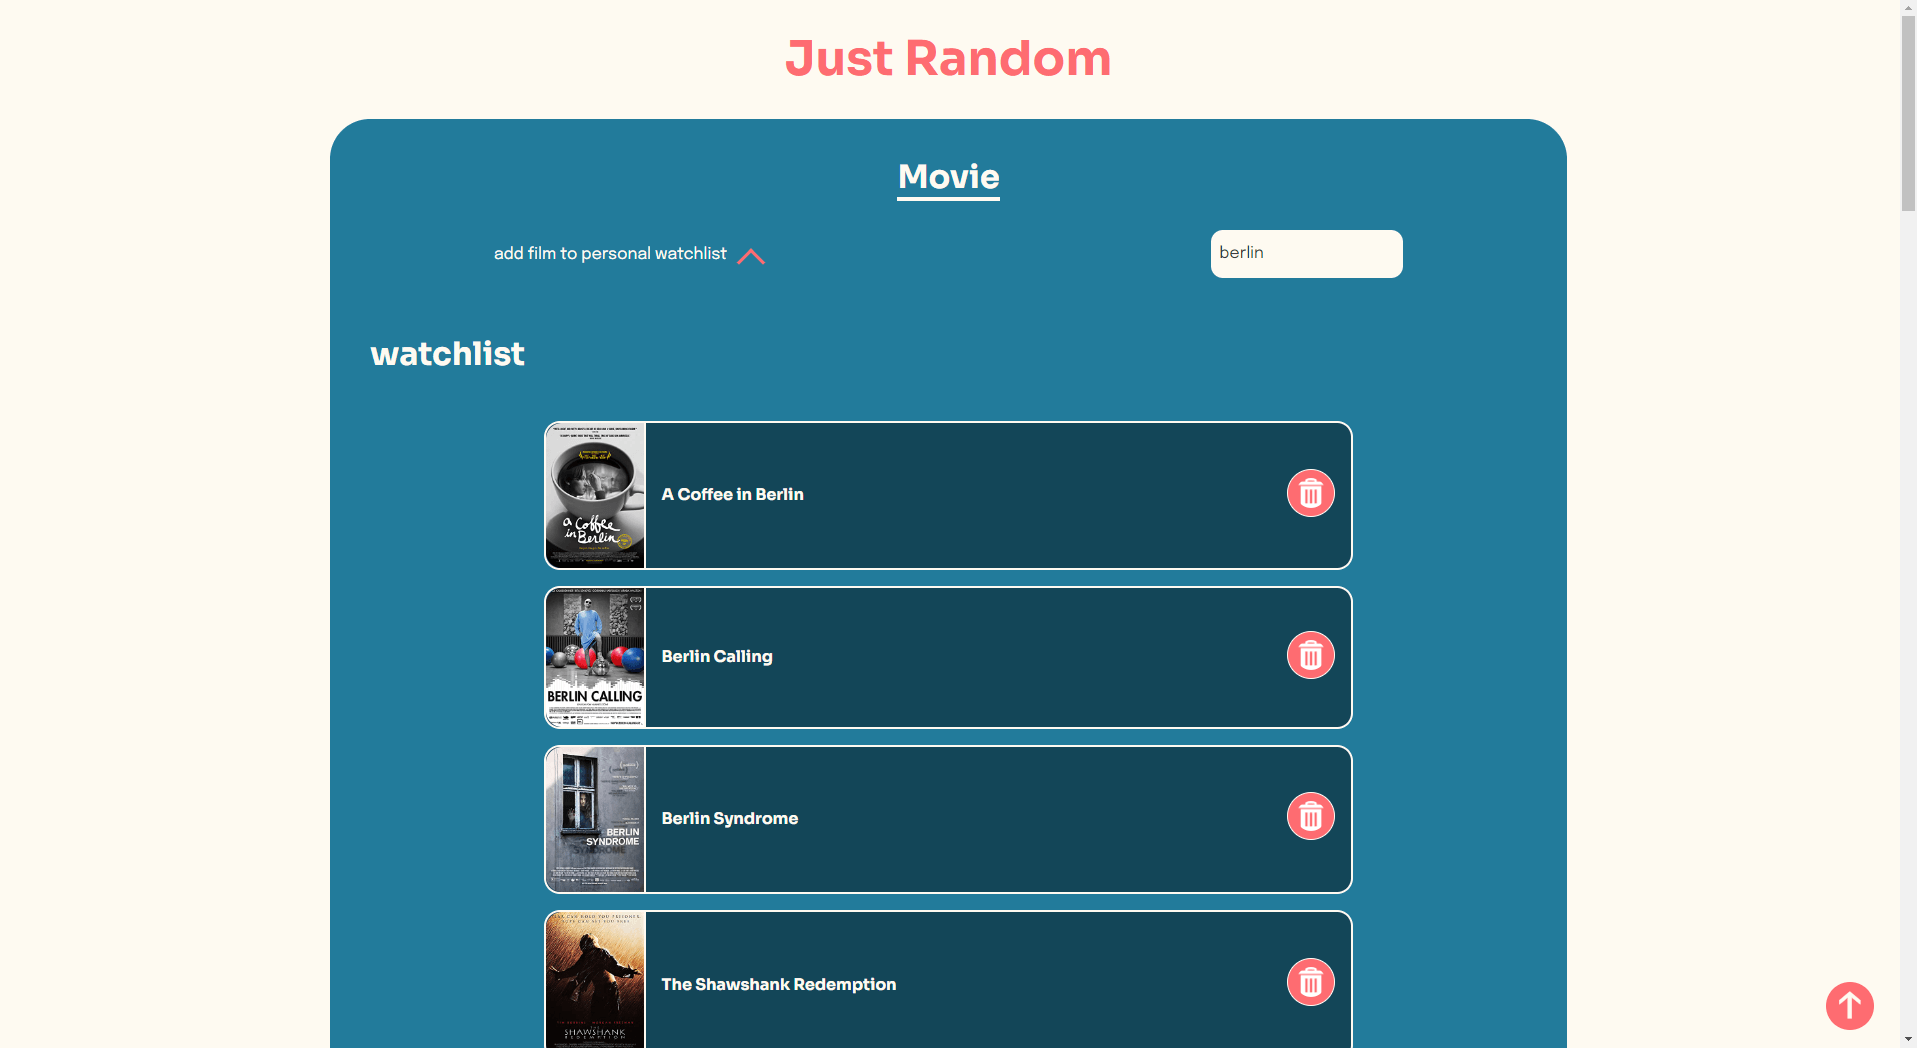 Just Random
Movie
add film to personal watchlist
berlin
watchlist
a Coffee
in Berlin
A Coffee in Berlin
BERLIN CALLING
Berlin Calling
BERLIN
SYNDROME
Berlin Syndrome
THE
SHAWSHANK
REDEMPTION
The Shawshank Redemption